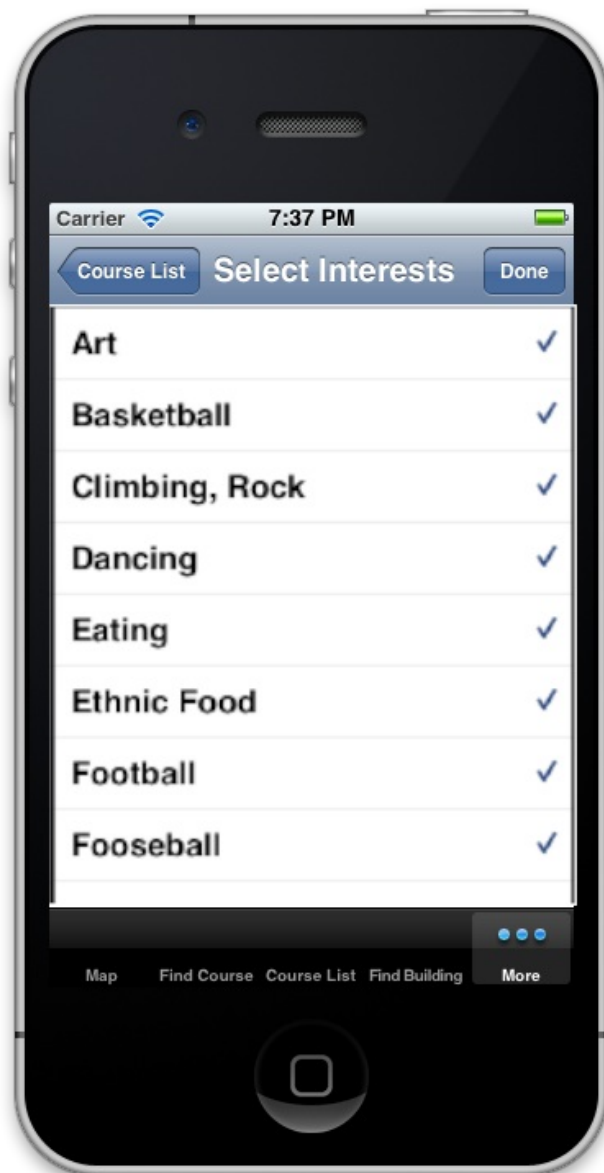 Carrier 7:37 PM
Course List Select Interests Done
Art
Basketball
Climbing, Rock
Dancing
Eating
Ethnic Food
Football
Fooseball
Map Find Course Course List Find Building More